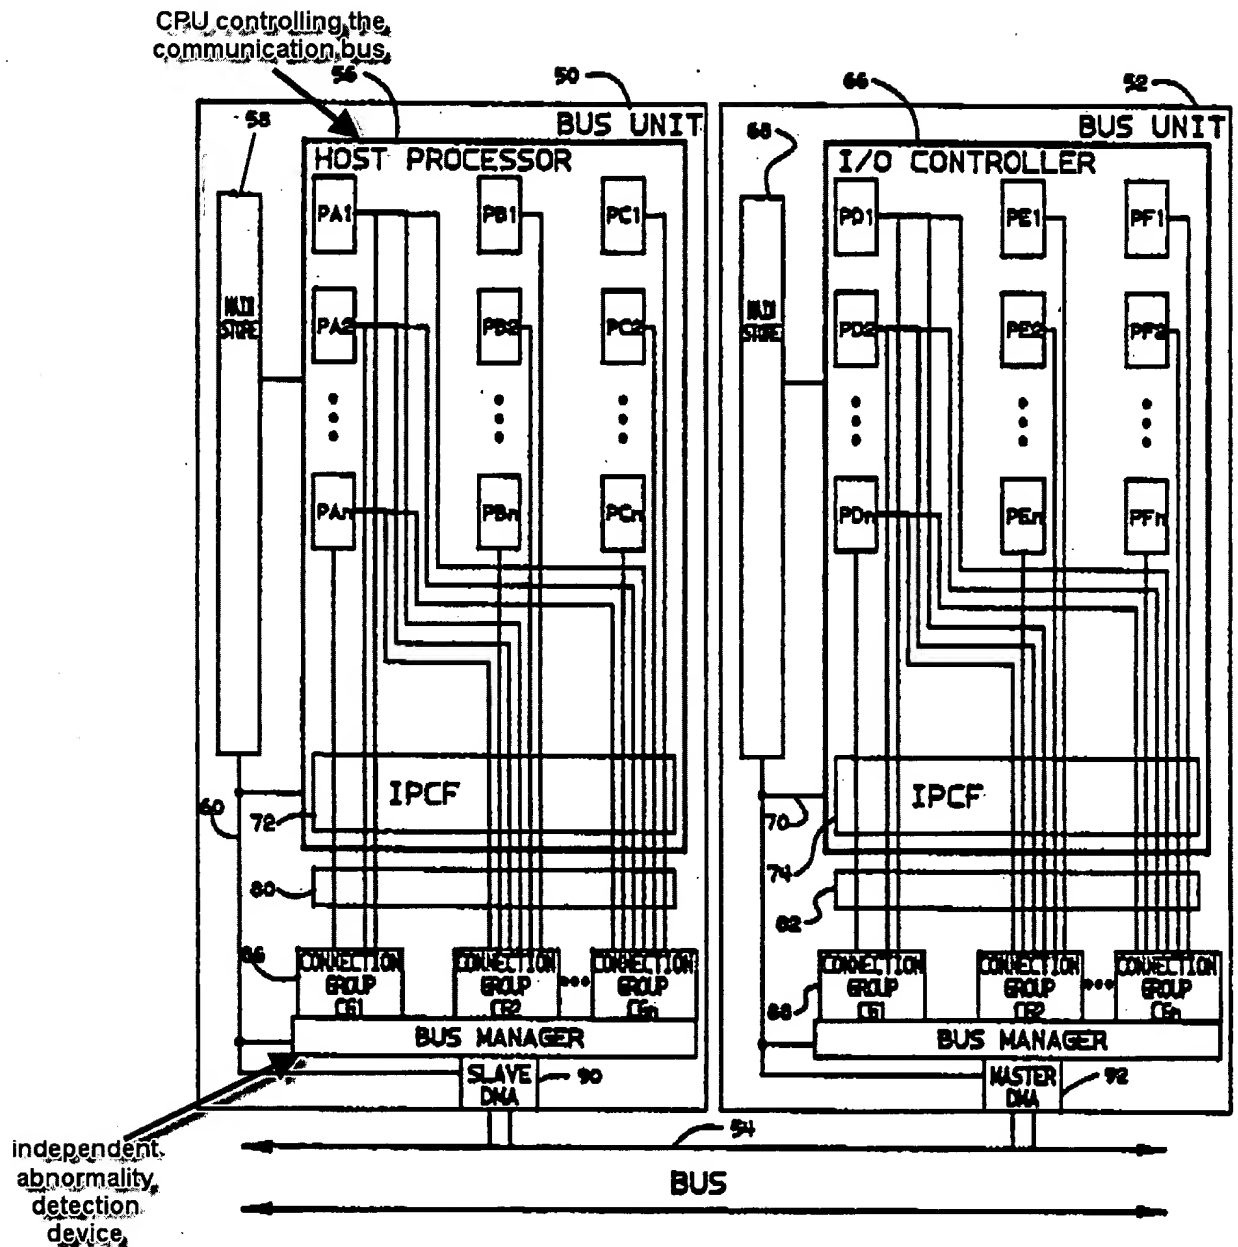 CPU controlling the
communication bus
56
50
66
52
58
BUS UNIT
68
BUS UNIT
HOST PROCESSOR
I/O CONTROLLER
PA1
PB1
PC1
PD1
PE1
PF1
MAIN
STORE
PA2
PB2
PC2
MAIN
STORE
PD2
PE2
PF2
PAn
PBn
PCn
PDn
PEn
PFn
IPCF
IPCF
60
72
70
74
80
82
86
CONNECTION
GROUP
CG1
CONNECTION
GROUP
CG2
CONNECTION
GROUP
CGn
88
CONNECTION
GROUP
CG1
CONNECTION
GROUP
CG2
CONNECTION
GROUP
CGn
BUS MANAGER
BUS MANAGER
SLAVE
DMA
90
MASTER
DMA
92
54
BUS
independent
abnormality
detection
device